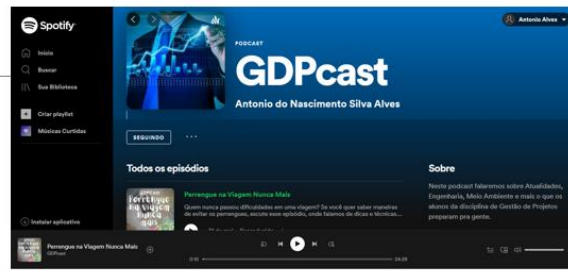 Spotify
Início
Buscar
Sua Biblioteca
Criar playlist
Músicas Curtidas
Instalar aplicativo
Antonio Alves
PODCAST
GDPcast
Antonio do Nascimento Silva Alves
SEGUINDO
Todos os episódios
Perrengue na Viagem Nunca Mais
Quem nunca passou dificuldades em uma viagem? Se você quer saber maneiras
de evitar os perrengues, escute esse episódio, onde falamos de dicas e técnicas...
Sobre
Neste podcast falaremos sobre Atualidades,
Engenharia, Meio Ambiente e mais o que os
alunos da disciplina de Gestão de Projetos
preparam pra gente.
Perrengue na Viagem Nunca Mais
GDPcast